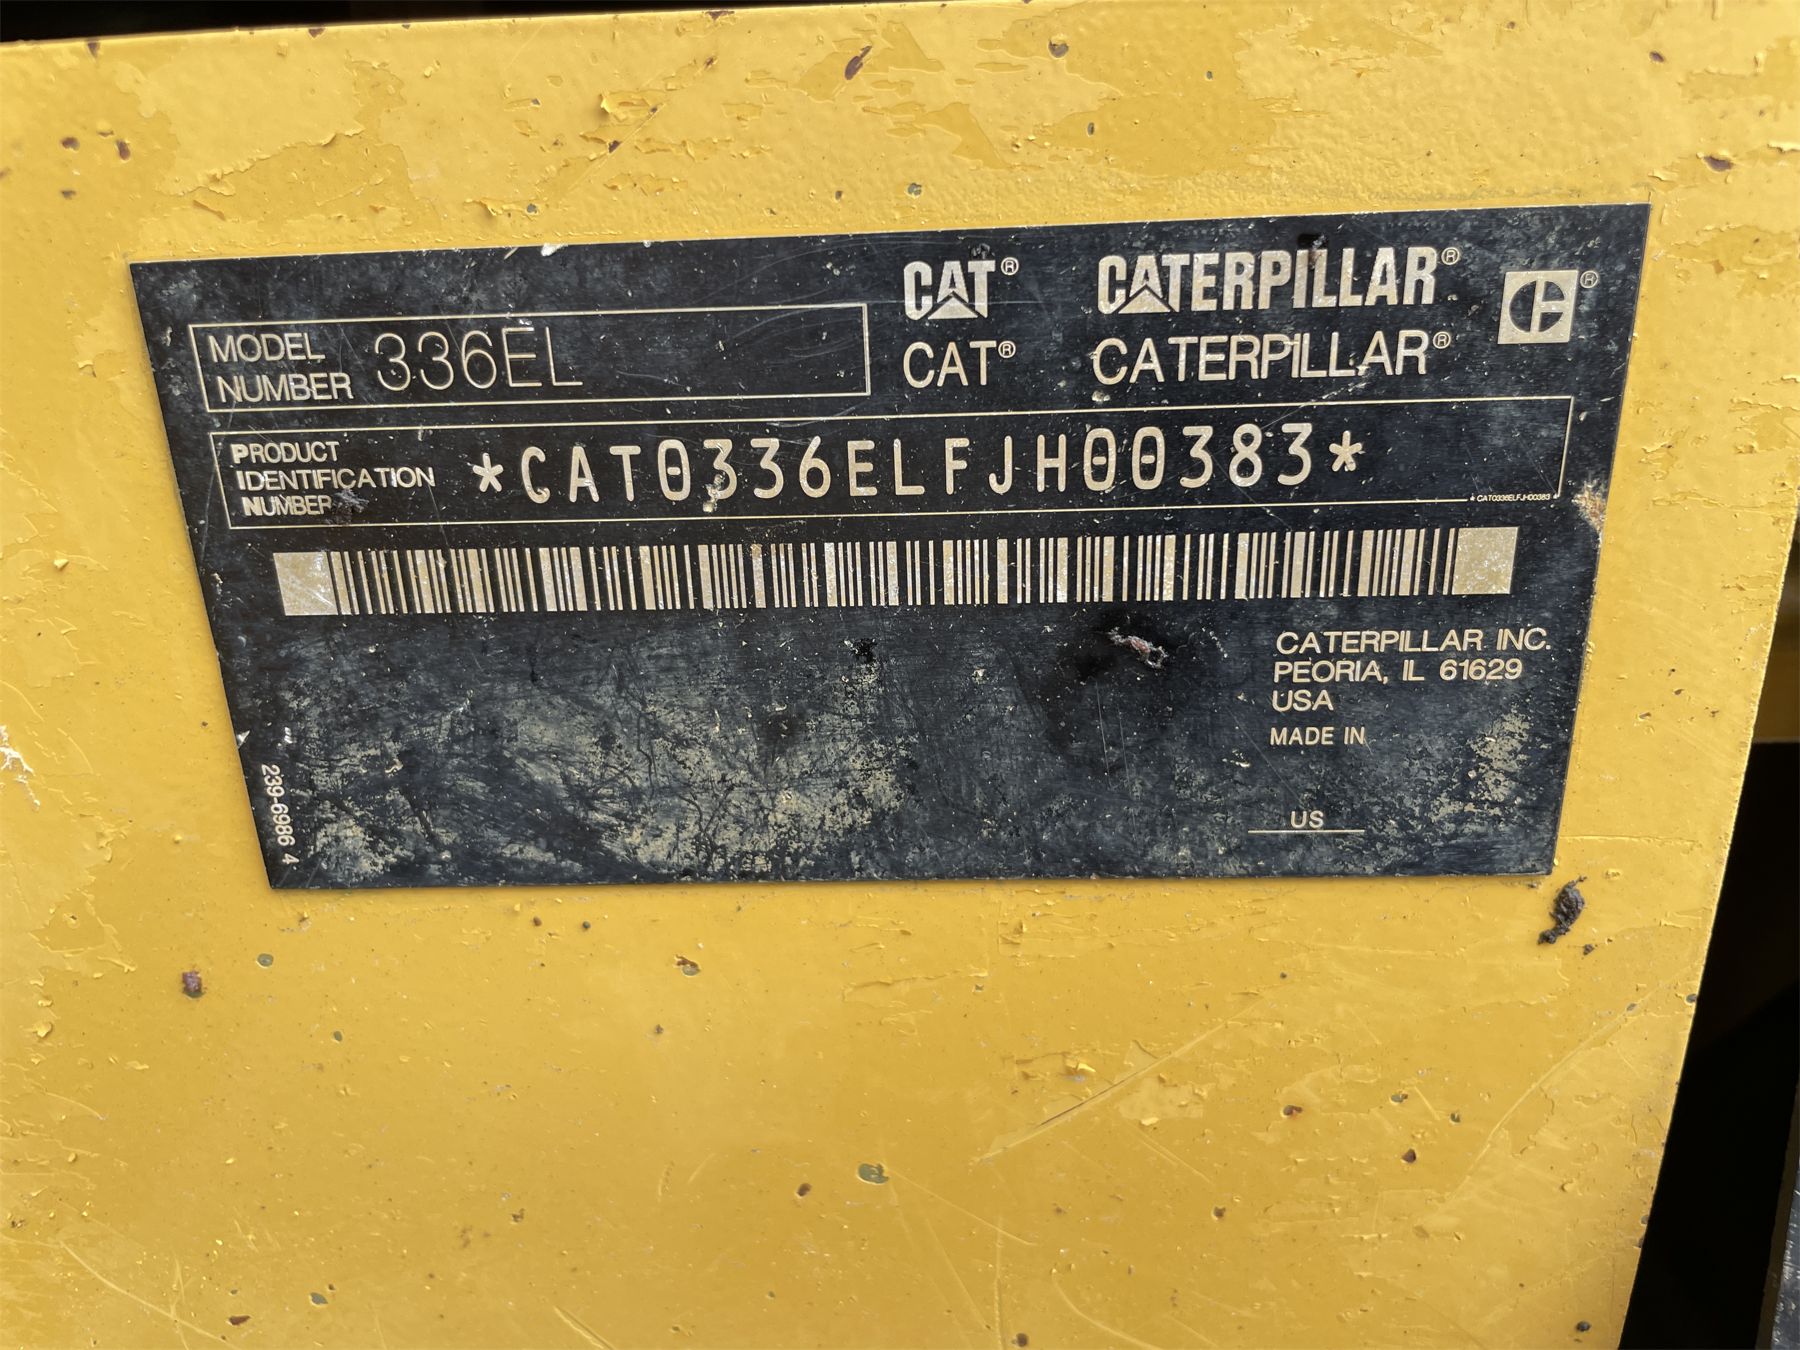 CAT® CATERPILLAR®
MODEL NUMBER 336EL
CAT® CATERPILLAR®
PRODUCT IDENTIFICATION NUMBER *CAT0336ELFJH00383*
*CAT0336ELFJH00383*
CATERPILLAR INC.
PEORIA, IL 61629
USA
MADE IN
US
239-6986 4